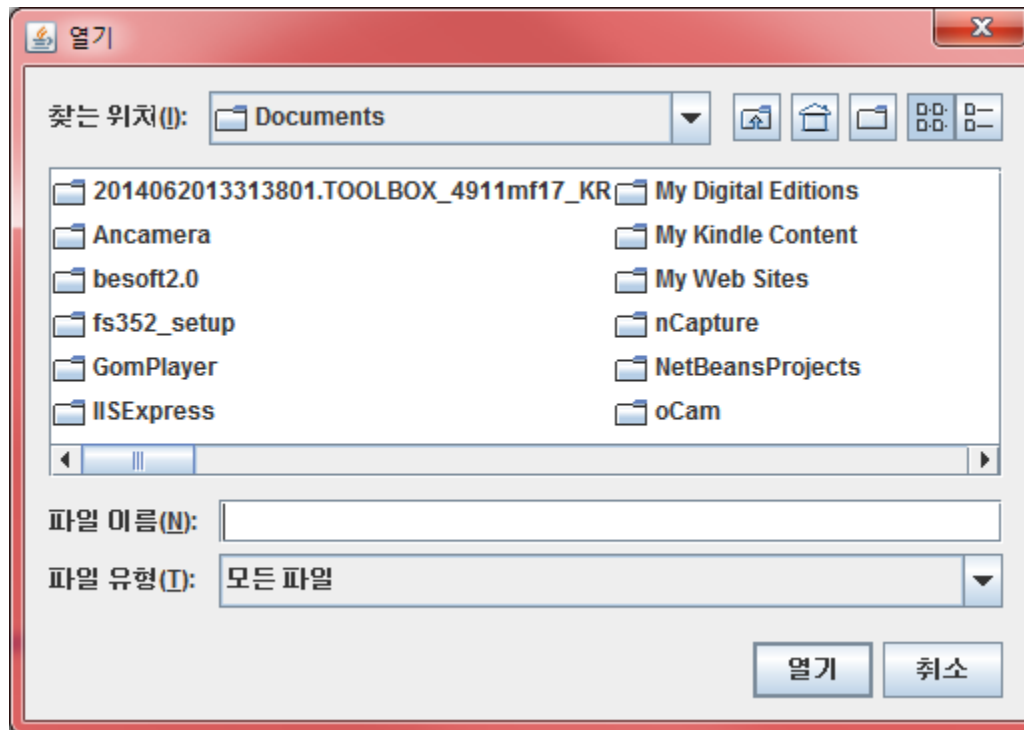 열기
찾는 위치(I): Documents
2014062013313801.TOOLBOX_4911mf17_KR My Digital Editions
Ancamera My Kindle Content
besoft2.0 My Web Sites
fs352_setup nCapture
GomPlayer NetBeansProjects
IISExpress oCam
파일 이름(N):
파일 유형(T): 모든 파일
열기 취소